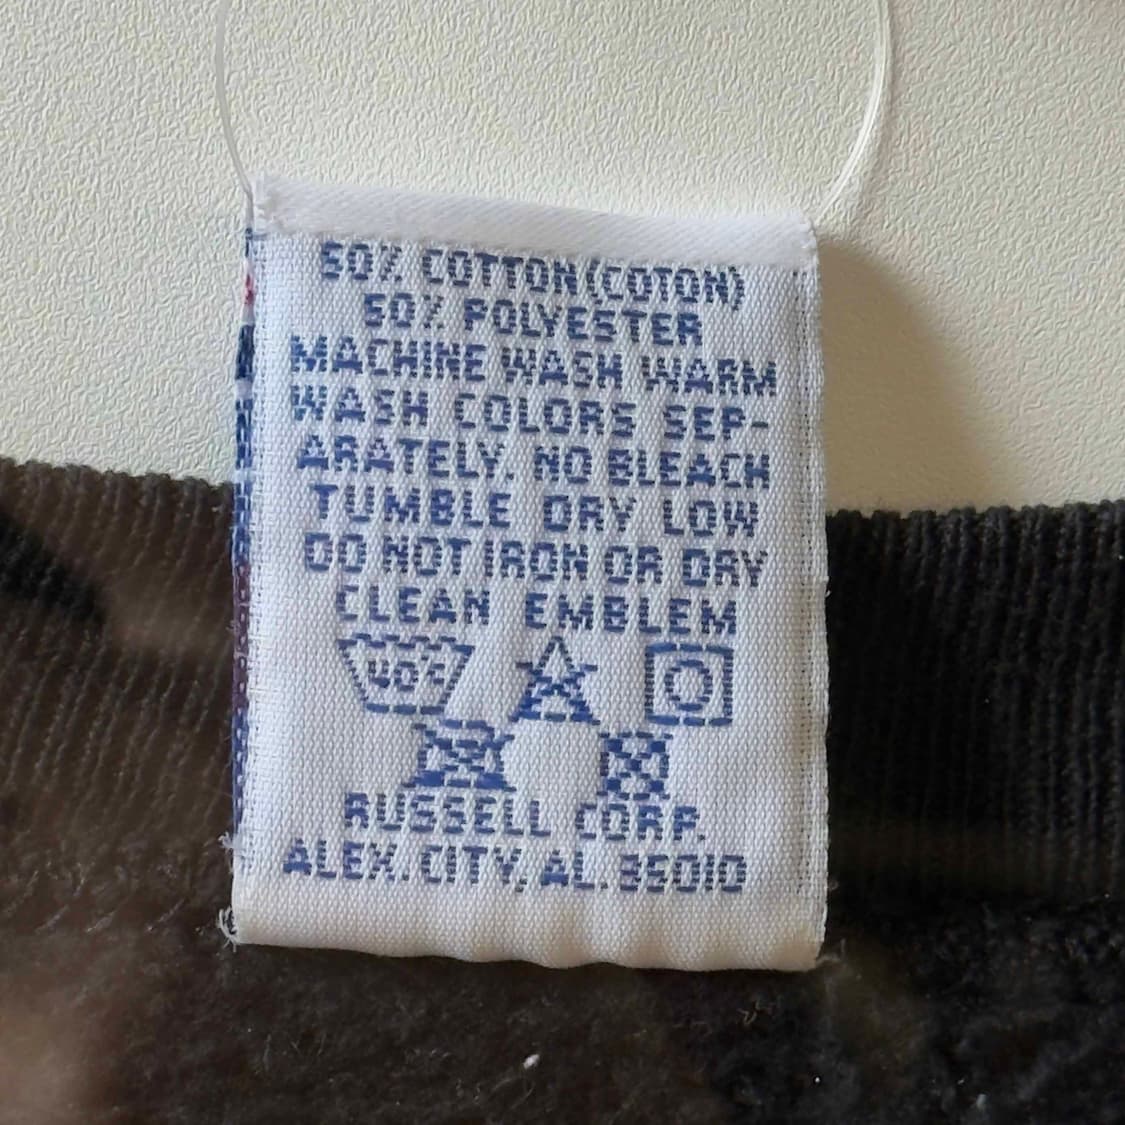 50% COTTON (COTON)
50% POLYESTER
MACHINE WASH WARM
WASH COLORS SEP-
ARATELY. NO BLEACH
TUMBLE DRY LOW
DO NOT IRON OR DRY
CLEAN EMBLEM
40°C
RUSSELL CORP.
ALEX. CITY, AL. 35010